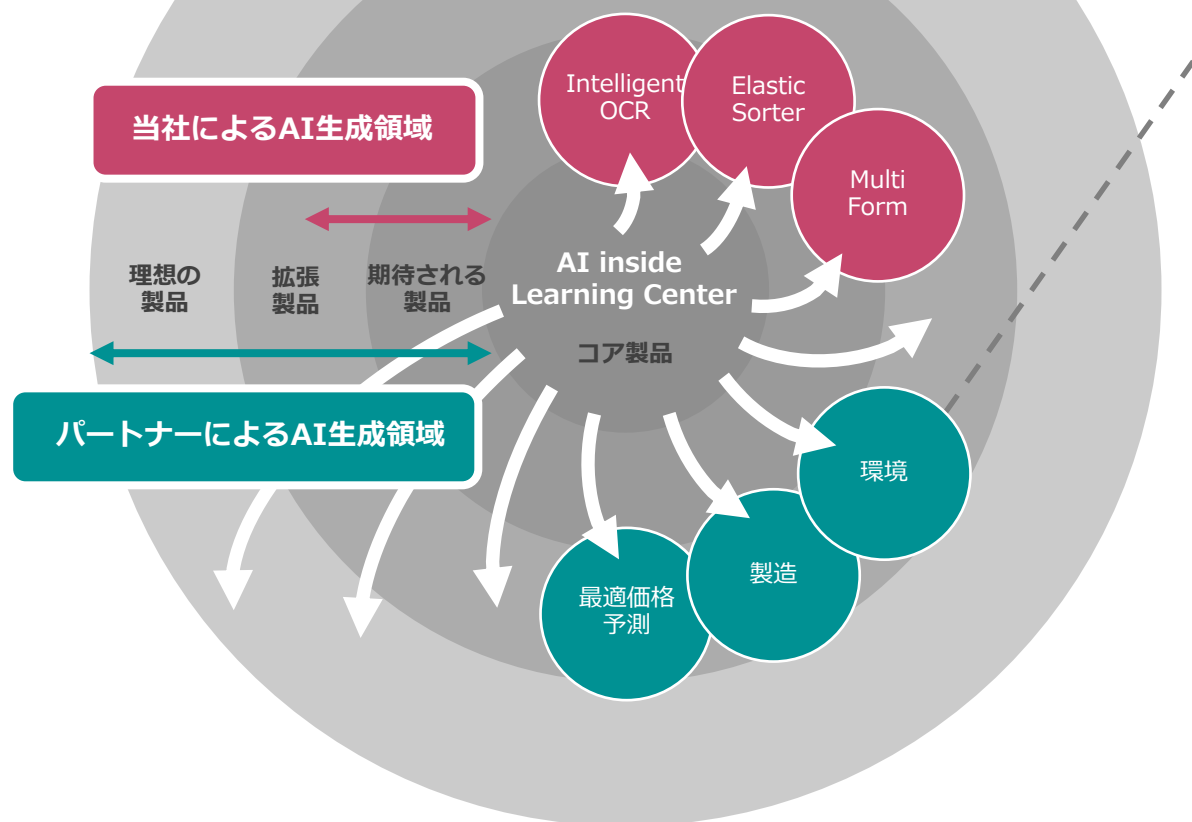 Intelligent
OCR
Elastic
Sorter
Multi
Form
当社によるAI生成領域
理想の
製品
拡張
製品
期待される
製品
AI inside
Learning Center
コア製品
パートナーによるAI生成領域
環境
製造
最適価格
予測